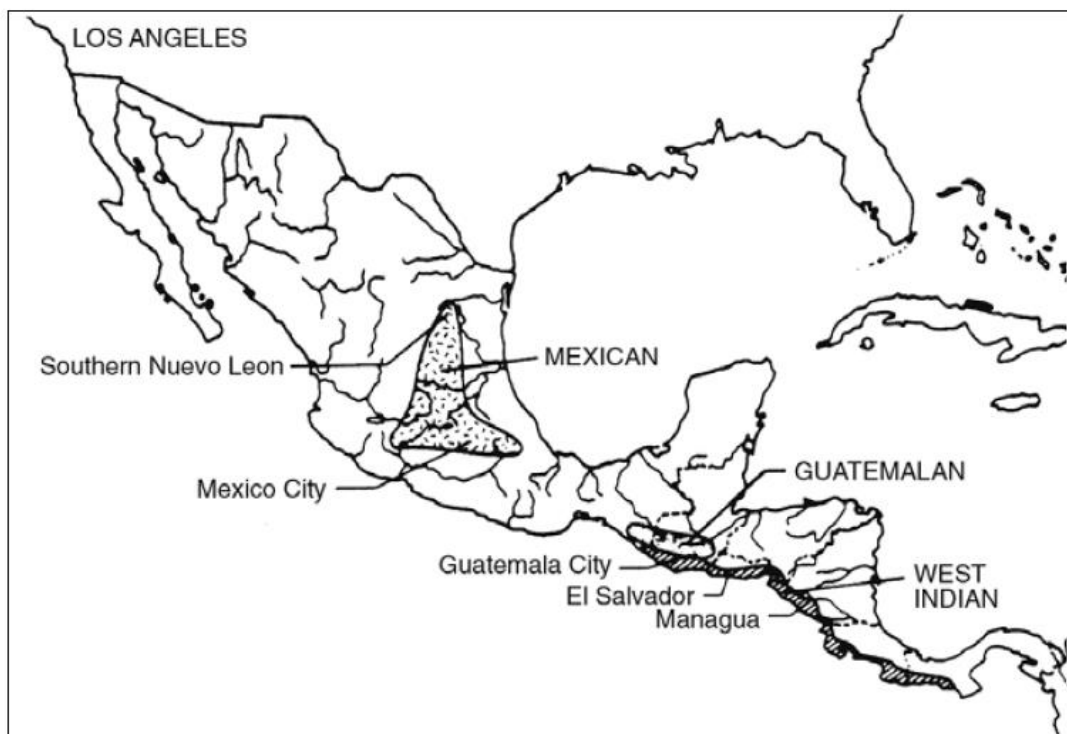 LOS ANGELES
Southern Nuevo Leon
MEXICAN
Mexico City
GUATEMALAN
Guatemala City
El Salvador
WEST
INDIAN
Managua